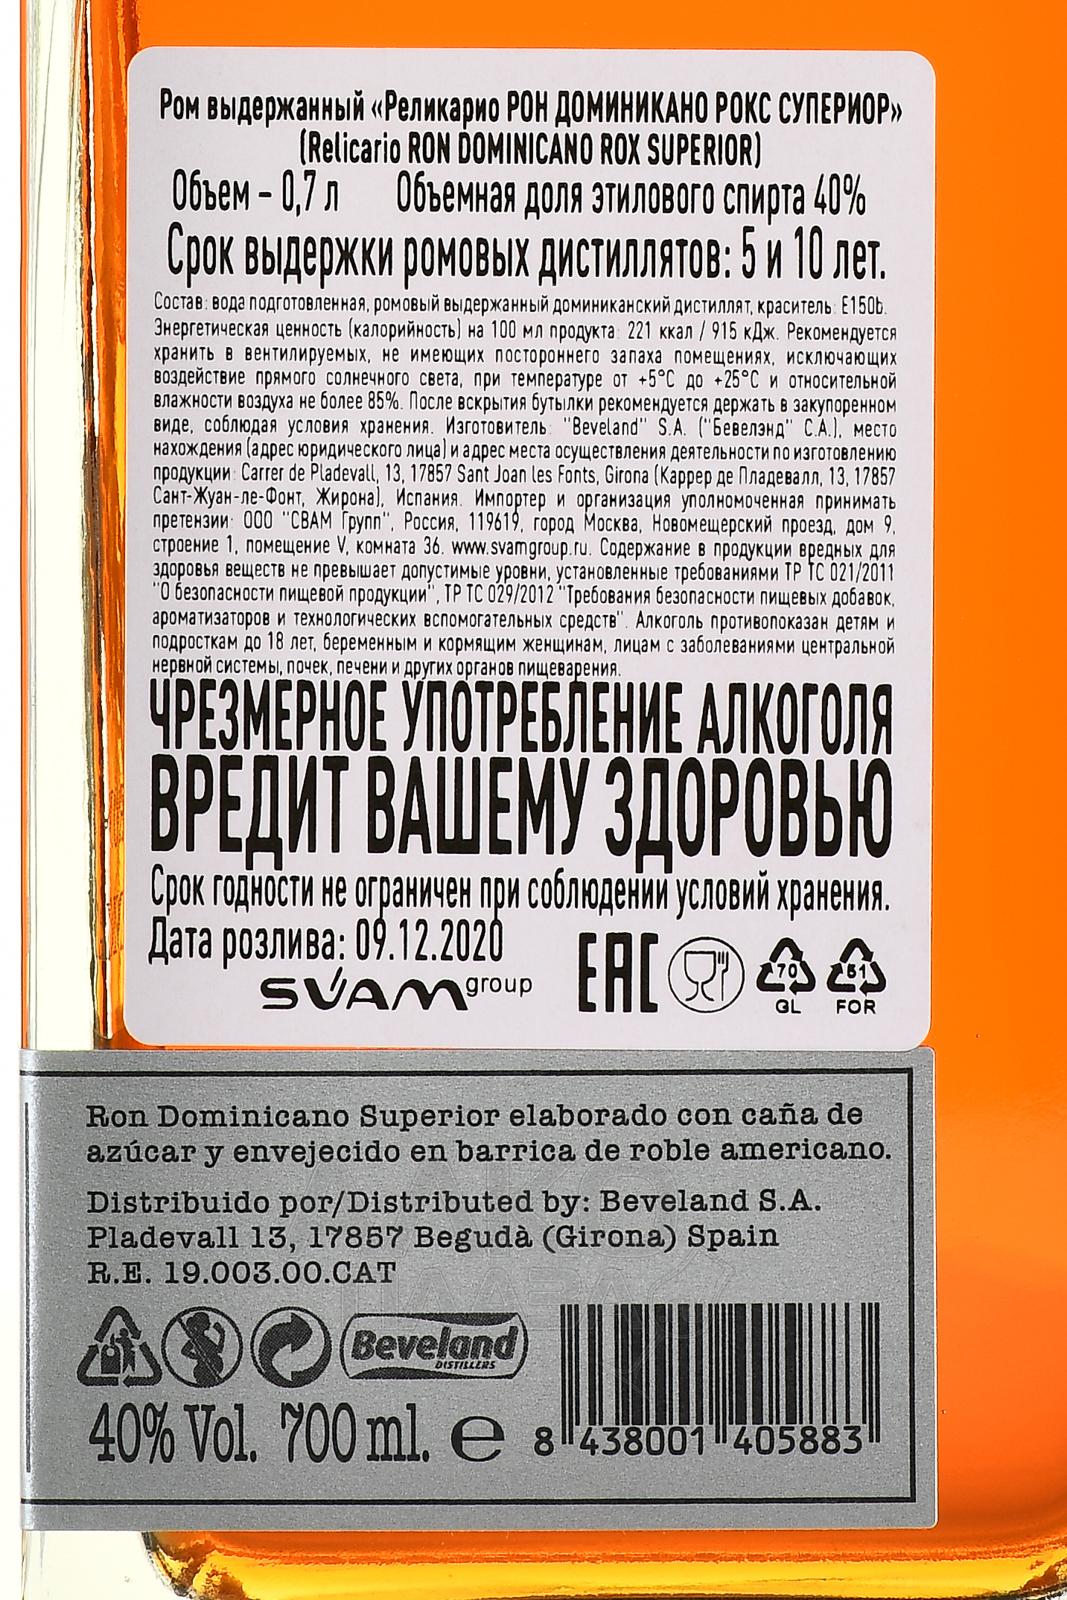 Ром выдержанный «Реликарио РОН ДОМИНИКАНО РОКС СУПЕРИОР»
(Relicario RON DOMINICANO ROX SUPERIOR)
Объем – 0,7 л Объемная доля этилового спирта 40%
Срок выдержки ромовых дистиллятов: 5 и 10 лет.
Состав: вода подготовленная, ромовый выдержанный доминиканский дистиллят, краситель: Е150b.
Энергетическая ценность (калорийность) на 100 мл продукта: 221 ккал / 915 кДж. Рекомендуется
хранить в вентилируемых, не имеющих постороннего запаха помещениях, исключающих
воздействие прямого солнечного света, при температуре от +5°С до +25°С и относительной
влажности воздуха не более 85%. После вскрытия бутылки рекомендуется держать в закупоренном
виде, соблюдая условия хранения. Изготовитель: "Beveland" S.A. ("Бевелэнд" С.А.), место
нахождения (адрес юридического лица) и адрес места осуществления деятельности по изготовлению
продукции: Carrer de Pladevall, 13, 17857 Sant Joan les Fonts, Girona (Каррер де Пладевалл, 13, 17857
Сант-Жуан-ле-Фонт, Жирона), Испания. Импортер и организация уполномоченная принимать
претензии: ООО "СВАМ Групп", Россия, 119619, город Москва, Новомещерский проезд, дом 9,
строение 1, помещение V, комната 36. www.svamgroup.ru. Содержание в продукции вредных для
здоровья веществ не превышает допустимые уровни, установленные требованиями ТР ТС 021/2011
"О безопасности пищевой продукции", ТР ТС 029/2012 "Требования безопасности пищевых добавок,
ароматизаторов и технологических вспомогательных средств". Алкоголь противопоказан детям и
подросткам до 18 лет, беременным и кормящим женщинам, лицам с заболеваниями центральной
нервной системы, почек, печени и других органов пищеварения.
ЧРЕЗМЕРНОЕ УПОТРЕБЛЕНИЕ АЛКОГОЛЯ
ВРЕДИТ ВАШЕМУ ЗДОРОВЬЮ
Срок годности не ограничен при соблюдении условий хранения.
Дата розлива: 09.12.2020
SVAM group EAC 70 GL 51 FOR
Ron Dominicano Superior elaborado con caña de
azúcar y envejecido en barrica de roble americano.
Distribuido por/Distributed by: Beveland S.A.
Pladevall 13, 17857 Begudà (Girona) Spain
R.E. 19.003.00.CAT
Beveland
DISTILLERS
40% Vol. 700 ml. e 8 438001 405883